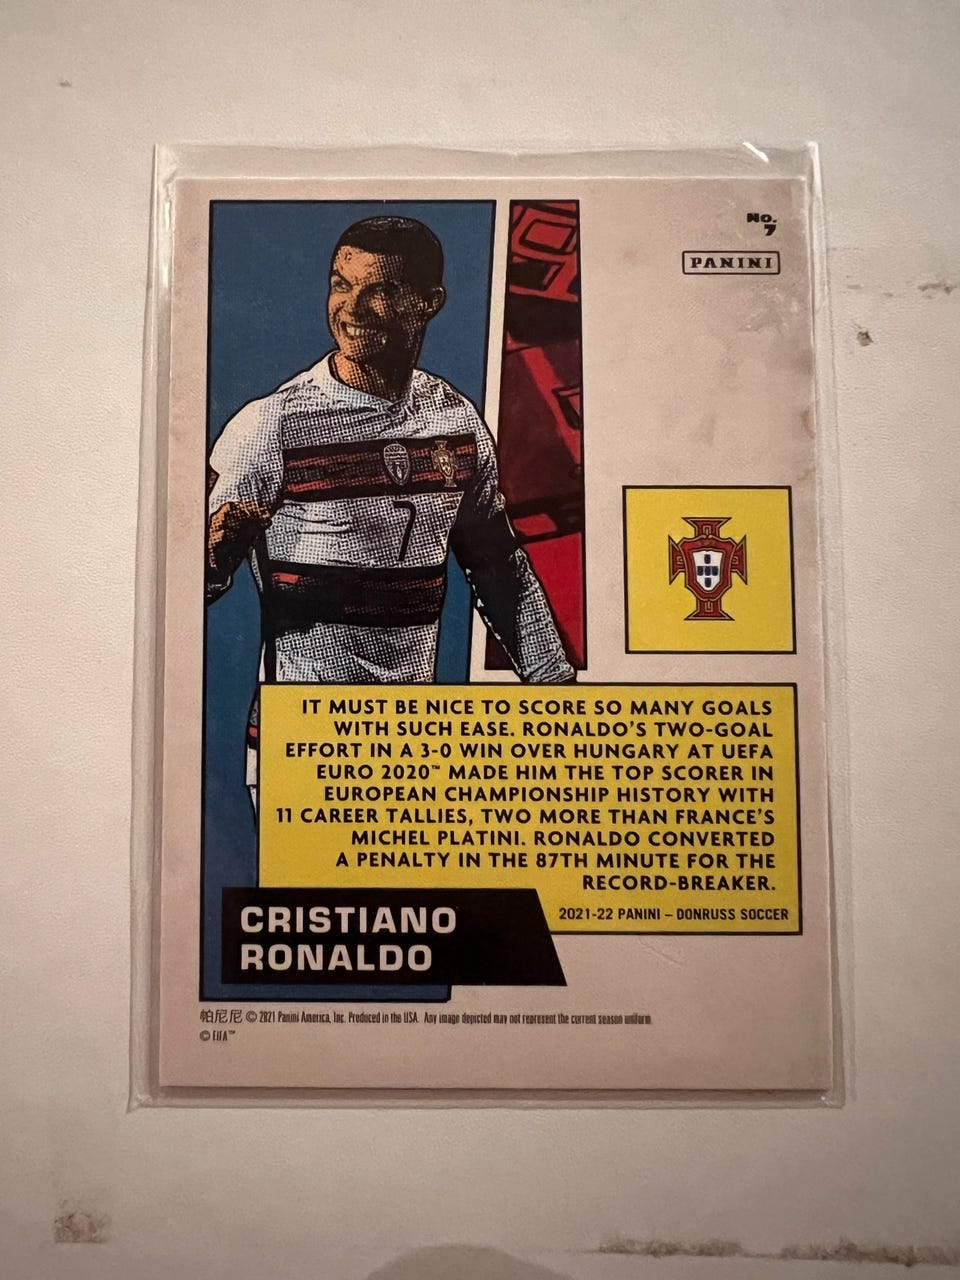 No.
7
PANINI
7
IT MUST BE NICE TO SCORE SO MANY GOALS
WITH SUCH EASE. RONALDO'S TWO-GOAL
EFFORT IN A 3-0 WIN OVER HUNGARY AT UEFA
EURO 2020™ MADE HIM THE TOP SCORER IN
EUROPEAN CHAMPIONSHIP HISTORY WITH
11 CAREER TALLIES, TWO MORE THAN FRANCE'S
MICHEL PLATINI. RONALDO CONVERTED
A PENALTY IN THE 87TH MINUTE FOR THE
RECORD-BREAKER.
2021-22 PANINI – DONRUSS SOCCER
CRISTIANO
RONALDO
帕尼尼 © 2021 Panini America, Inc. Produced in the USA. Any image depicted may not represent the current season uniform.
© FIFA™